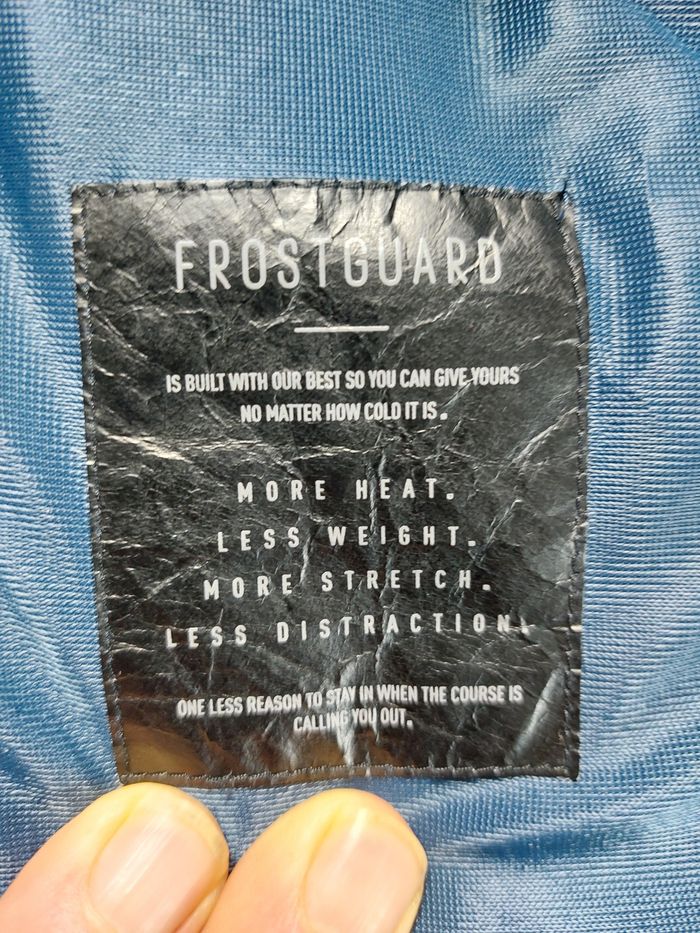 FROSTGUARD
IS BUILT WITH OUR BEST SO YOU CAN GIVE YOURS
NO MATTER HOW COLD IT IS.
MORE HEAT.
LESS WEIGHT.
MORE STRETCH.
LESS DISTRACTION.
ONE LESS REASON TO STAY IN WHEN THE COURSE IS
CALLING YOU OUT.